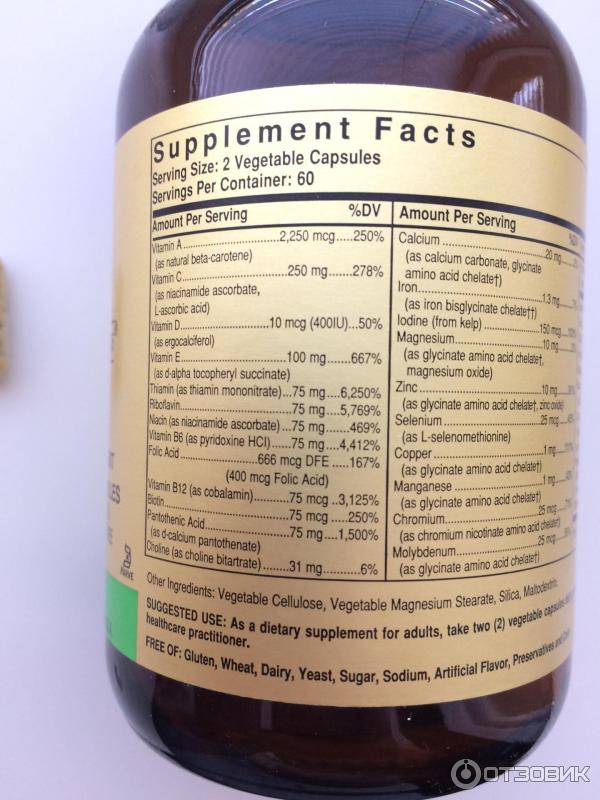 Supplement Facts
Serving Size: 2 Vegetable Capsules
Servings Per Container: 60
Amount Per Serving %DV
Vitamin A 2,250 mcg 250%
(as natural beta-carotene)
Vitamin C 250 mg 278%
(as niacinamide ascorbate,
L-ascorbic acid)
Vitamin D 10 mcg (400IU) 50%
(as ergocalciferol)
Vitamin E 100 mg 667%
(as d-alpha tocopheryl succinate)
Thiamin (as thiamin mononitrate) 75 mg 6,250%
Riboflavin 75 mg 5,769%
Niacin (as niacinamide ascorbate) 75 mg 469%
Vitamin B6 (as pyridoxine HCI) 75 mg 4,412%
Folic Acid 666 mcg DFE 167%
(400 mcg Folic Acid)
Vitamin B12 (as cobalamin) 75 mcg 3,125%
Biotin 75 mcg 250%
Pantothenic Acid 75 mg 1,500%
(as d-calcium pantothenate)
Choline (as choline bitartrate) 31 mg 6%
Amount Per Serving
Calcium 20 mg
(as calcium carbonate, glycinate
amino acid chelate†)
Iron 1.3 mg
(as iron bisglycinate chelate††)
Iodine (from kelp) 150 mcg
Magnesium 10 mg
(as glycinate amino acid chelate†,
magnesium oxide)
Zinc 10 mg
(as glycinate amino acid chelate†, zinc oxide)
Selenium 25 mcg
(as L-selenomethionine)
Copper 1 mg
(as glycinate amino acid chelate†)
Manganese 1 mg
(as glycinate amino acid chelate†)
Chromium 25 mcg
(as chromium nicotinate amino acid chelate†)
Molybdenum 25 mcg
(as glycinate amino acid chelate†)
Other Ingredients: Vegetable Cellulose, Vegetable Magnesium Stearate, Silica, Maltodextrin.
SUGGESTED USE: As a dietary supplement for adults, take two (2) vegetable capsules
healthcare practitioner.
FREE OF: Gluten, Wheat, Dairy, Yeast, Sugar, Sodium, Artificial Flavor, Preservatives and
PARVE
ОТЗОВИК